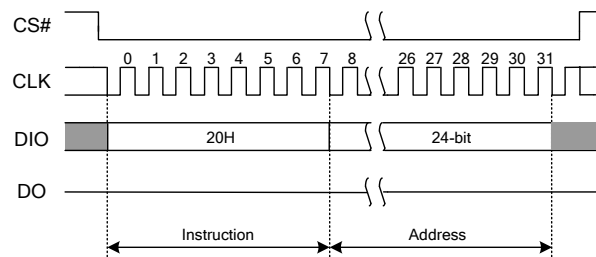 CS#
0 1 2 3 4 5 6 7 8 26 27 28 29 30 31
CLK
DIO 20H 24-bit
DO
Instruction Address